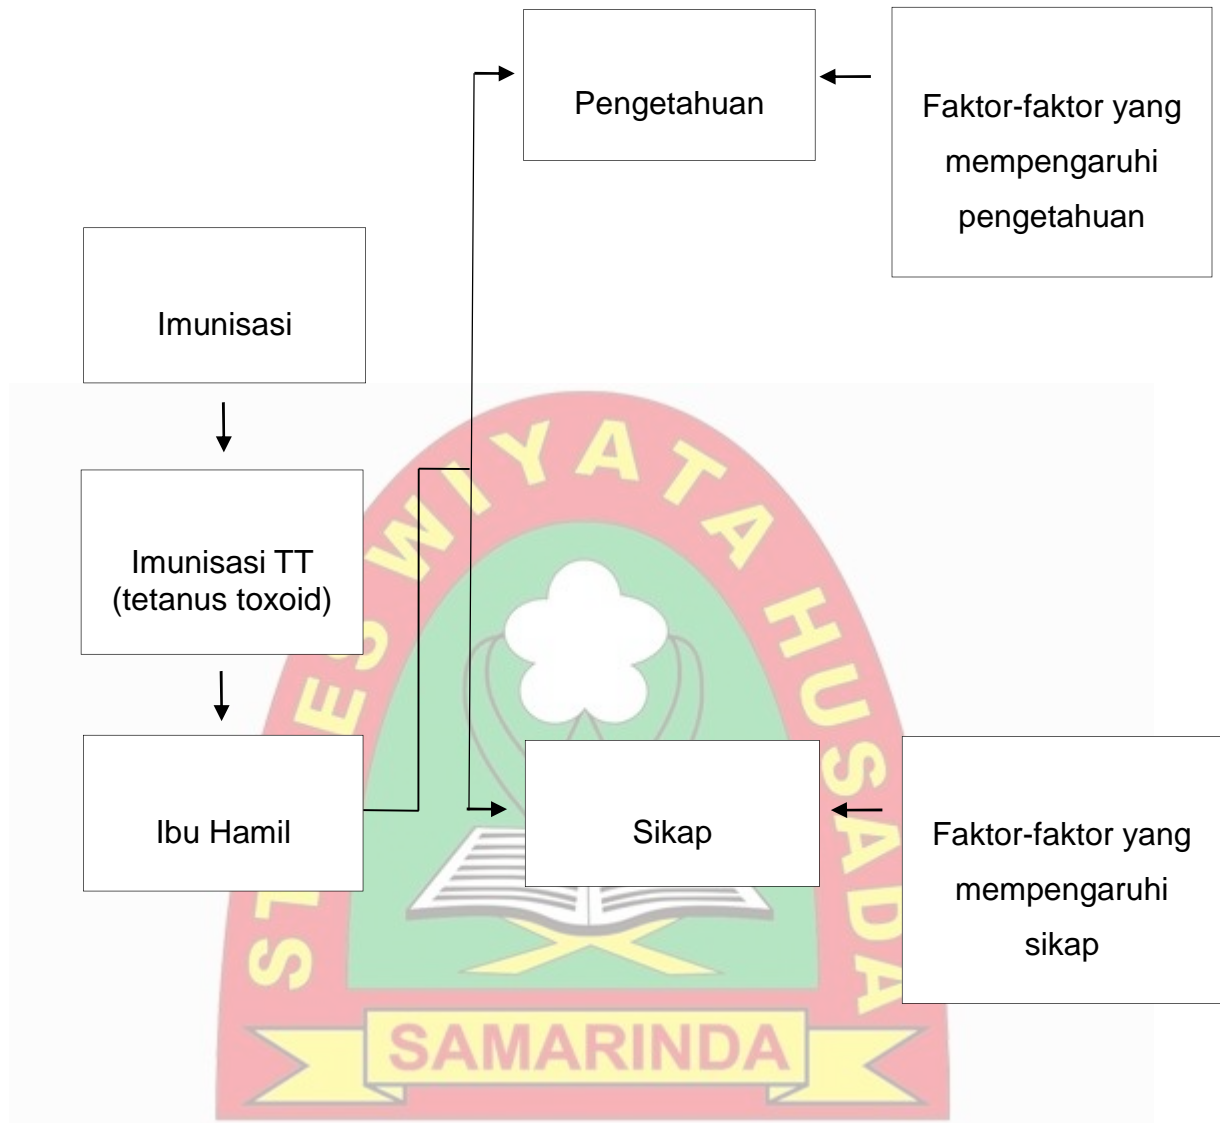 Pengetahuan
Faktor-faktor yang
mempengaruhi
pengetahuan
Imunisasi
Imunisasi TT
(tetanus toxoid)
Ibu Hamil
Sikap
Faktor-faktor yang
mempengaruhi
sikap
WIYATA HUSADA
SAMARINDA